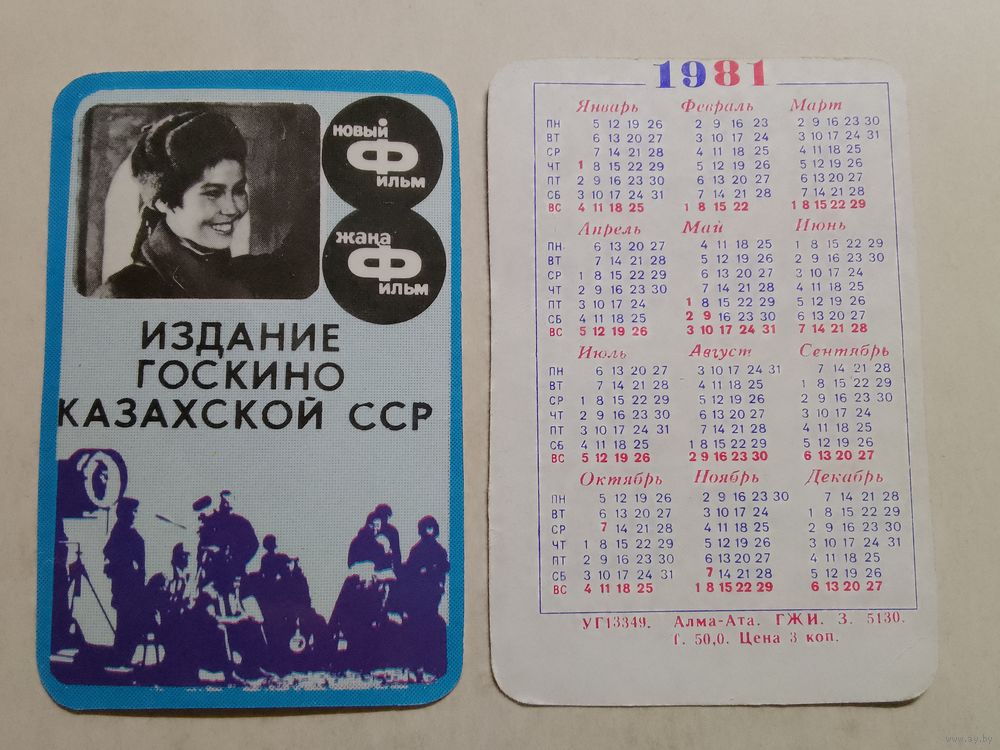 новый
Фильм
жаңа
Фильм
ИЗДАНИЕ
ГОСКИНО
КАЗАХСКОЙ ССР
1981
Январь Февраль Март
ПН 5 12 19 26 2 9 16 23 2 9 16 23 30
ВТ 6 13 20 27 3 10 17 24 3 10 17 24 31
СР 7 14 21 28 4 11 18 25 4 11 18 25
ЧТ 1 8 15 22 29 5 12 19 26 5 12 19 26
ПТ 2 9 16 23 30 6 13 20 27 6 13 20 27
СБ 3 10 17 24 31 7 14 21 28 7 14 21 28
ВС 4 11 18 25 1 8 15 22 1 8 15 22 29
Апрель Май Июнь
ПН 6 13 20 27 4 11 18 25 1 8 15 22 29
ВТ 7 14 21 28 5 12 19 26 2 9 16 23 30
СР 1 8 15 22 29 6 13 20 27 3 10 17 24
ЧТ 2 9 16 23 30 7 14 21 28 4 11 18 25
ПТ 3 10 17 24 1 8 15 22 29 5 12 19 26
СБ 4 11 18 25 2 9 16 23 30 6 13 20 27
ВС 5 12 19 26 3 10 17 24 31 7 14 21 28
Июль Август Сентябрь
ПН 6 13 20 27 3 10 17 24 31 7 14 21 28
ВТ 7 14 21 28 4 11 18 25 1 8 15 22 29
СР 1 8 15 22 29 5 12 19 26 2 9 16 23 30
ЧТ 2 9 16 23 30 6 13 20 27 3 10 17 24
ПТ 3 10 17 24 31 7 14 21 28 4 11 18 25
СБ 4 11 18 25 1 8 15 22 29 5 12 19 26
ВС 5 12 19 26 2 9 16 23 30 6 13 20 27
Октябрь Ноябрь Декабрь
ПН 5 12 19 26 2 9 16 23 30 7 14 21 28
ВТ 6 13 20 27 3 10 17 24 1 8 15 22 29
СР 7 14 21 28 4 11 18 25 2 9 16 23 30
ЧТ 1 8 15 22 29 5 12 19 26 3 10 17 24 31
ПТ 2 9 16 23 30 6 13 20 27 4 11 18 25
СБ 3 10 17 24 31 7 14 21 28 5 12 19 26
ВС 4 11 18 25 1 8 15 22 29 6 13 20 27
УГ13349. Алма-Ата. ГЖИ. З. 5130.
Т. 50,0. Цена 3 коп.
www.ay.by